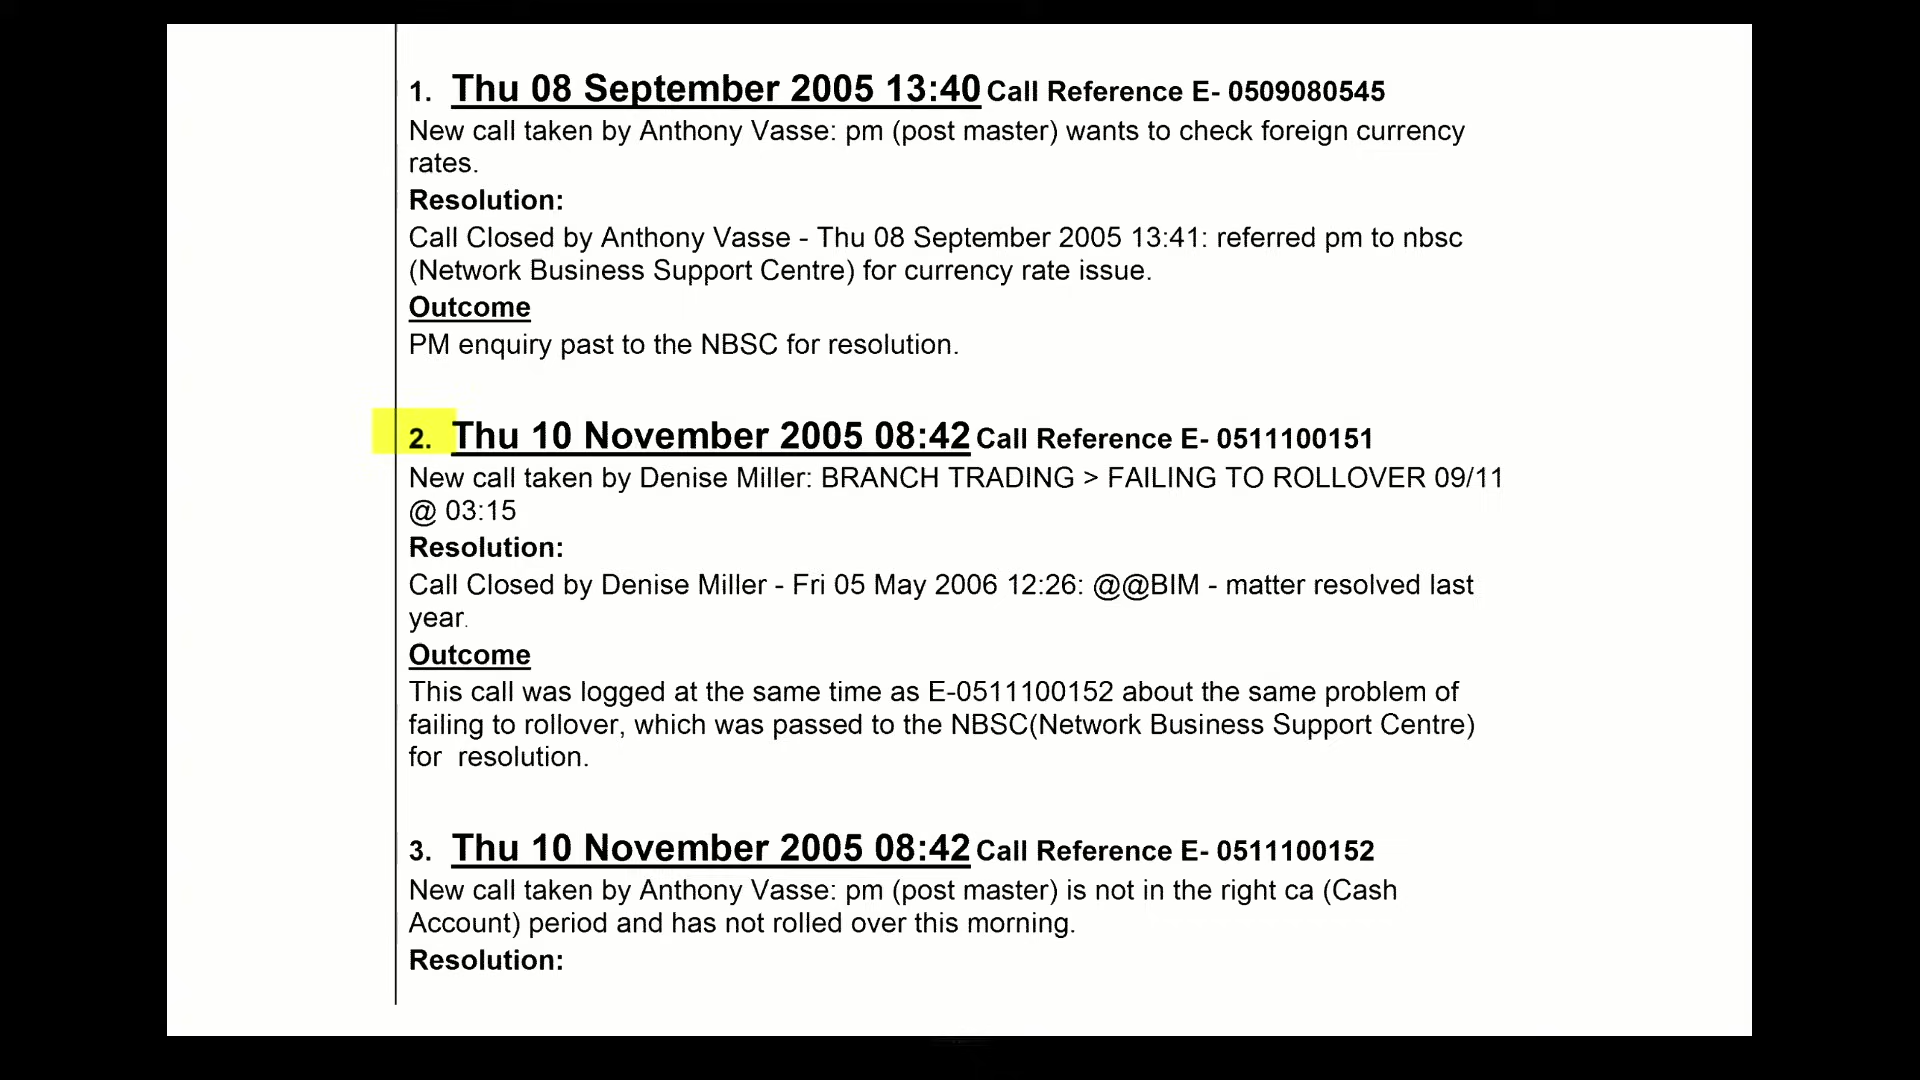 1. Thu 08 September 2005 13:40 Call Reference E- 0509080545
New call taken by Anthony Vasse: pm (post master) wants to check foreign currency
rates.
Resolution:
Call Closed by Anthony Vasse - Thu 08 September 2005 13:41: referred pm to nbsc
(Network Business Support Centre) for currency rate issue.
Outcome
PM enquiry past to the NBSC for resolution.
2. Thu 10 November 2005 08:42 Call Reference E- 0511100151
New call taken by Denise Miller: BRANCH TRADING > FAILING TO ROLLOVER 09/11
@ 03:15
Resolution:
Call Closed by Denise Miller - Fri 05 May 2006 12:26: @@BIM - matter resolved last
year.
Outcome
This call was logged at the same time as E-0511100152 about the same problem of
failing to rollover, which was passed to the NBSC(Network Business Support Centre)
for resolution.
3. Thu 10 November 2005 08:42 Call Reference E- 0511100152
New call taken by Anthony Vasse: pm (post master) is not in the right ca (Cash
Account) period and has not rolled over this morning.
Resolution: